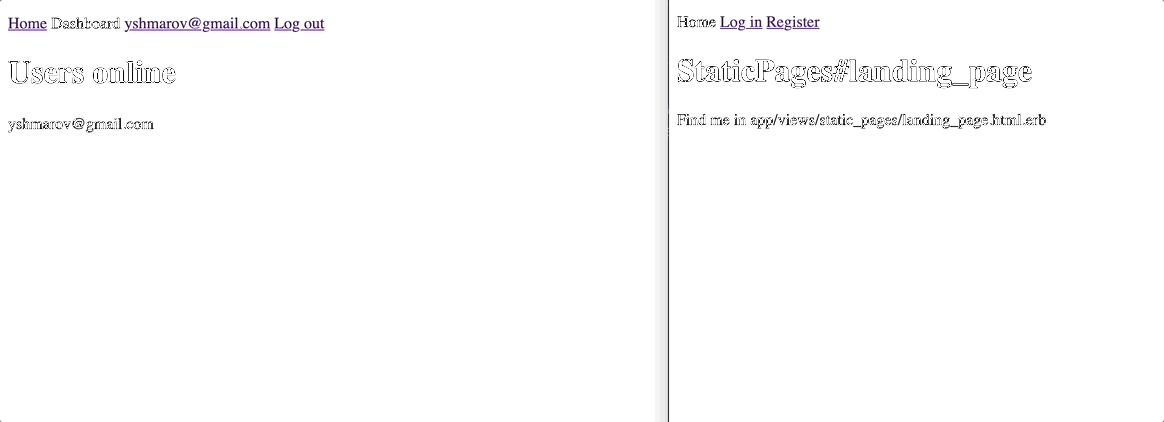 Home Dashboard yshmarov@gmail.com Log out
Users online
yshmarov@gmail.com
Home Log in Register
StaticPages#landing_page
Find me in app/views/static_pages/landing_page.html.erb